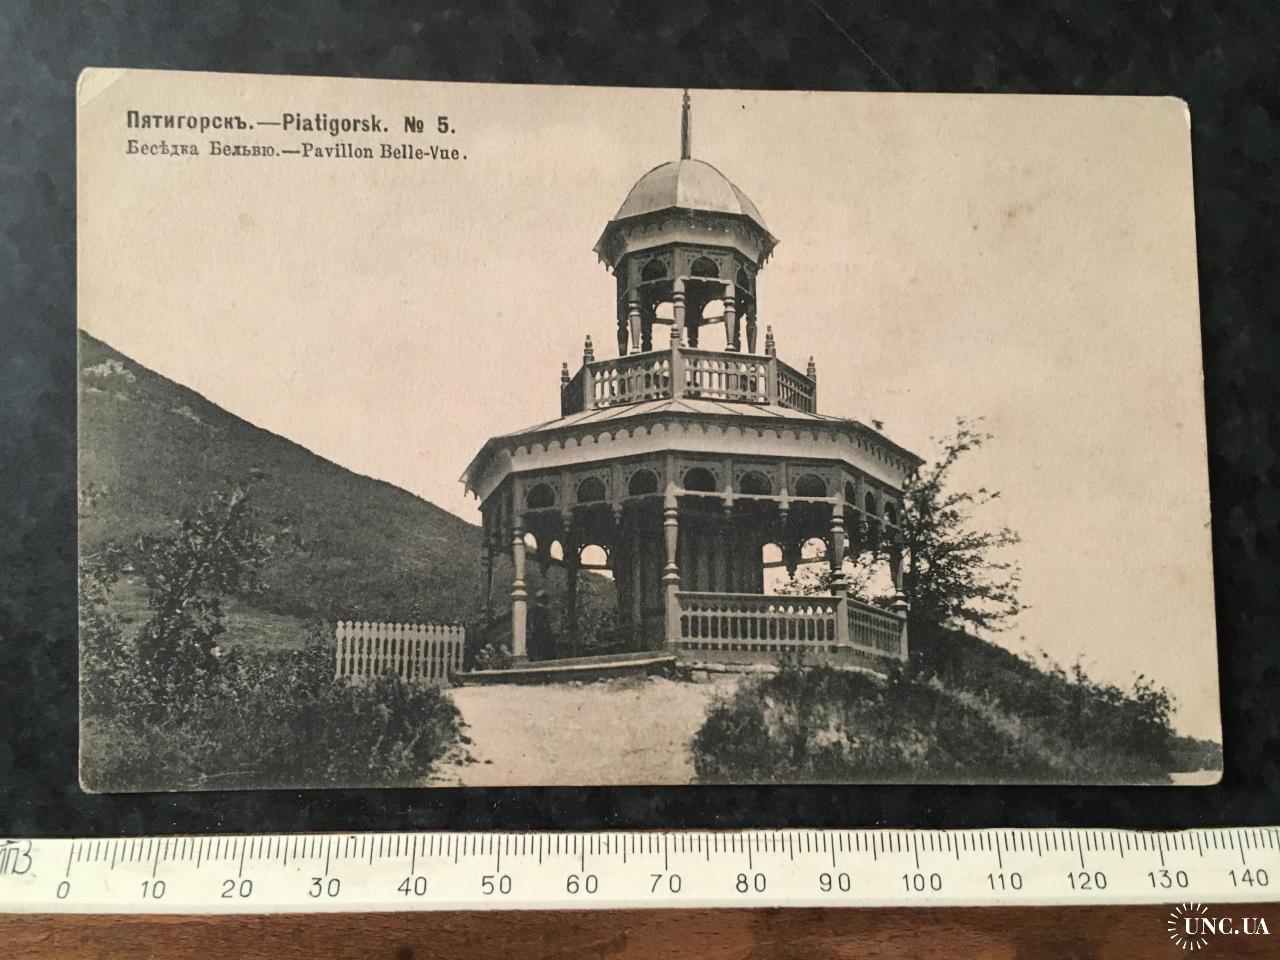 Пятигорскъ.—Piatigorsk. № 5.
Бесѣдка Бельвю.—Pavillon Belle-Vue.
0 10 20 30 40 50 60 70 80 90 100 110 120 130 140
UNC.UA